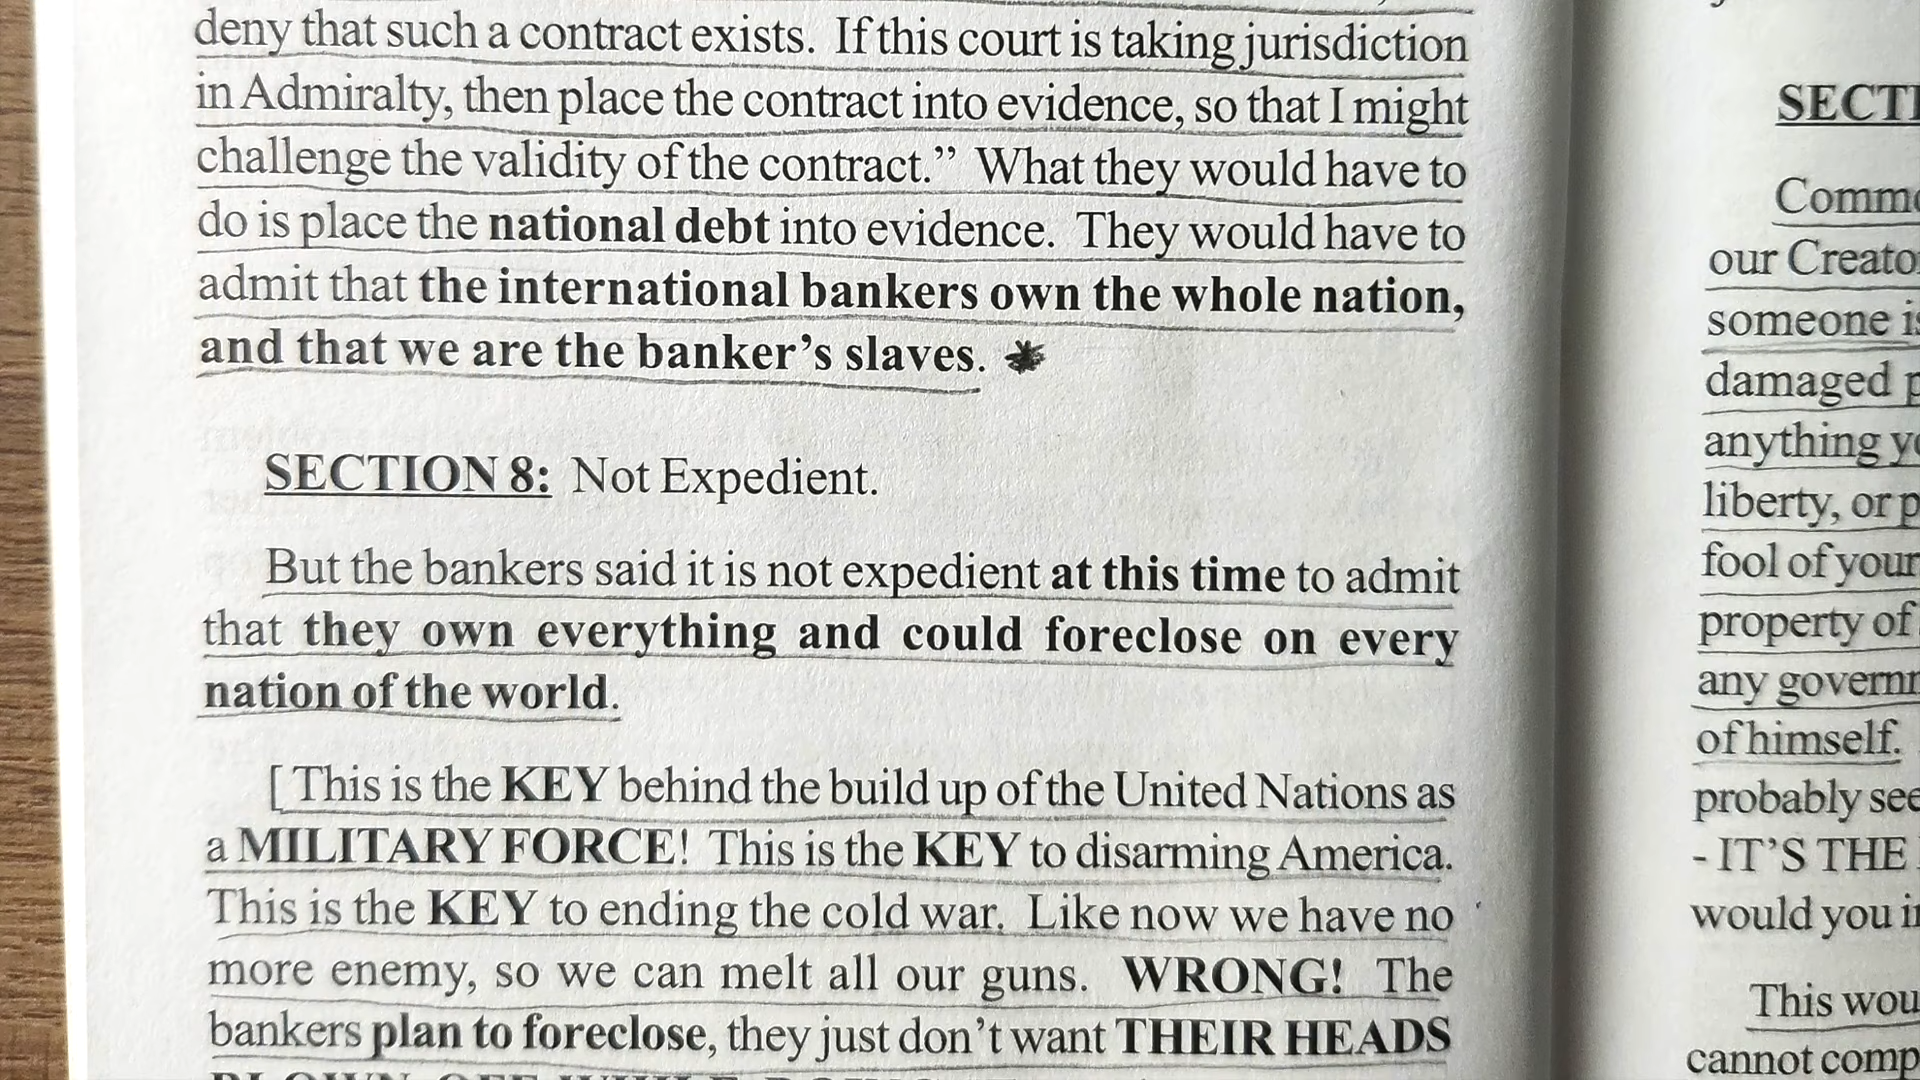 deny that such a contract exists. If this court is taking jurisdiction
in Admiralty, then place the contract into evidence, so that I might
challenge the validity of the contract.” What they would have to
do is place the national debt into evidence. They would have to
admit that the international bankers own the whole nation,
and that we are the banker’s slaves.
SECTION 8: Not Expedient.
But the bankers said it is not expedient at this time to admit
that they own everything and could foreclose on every
nation of the world.
[ This is the KEY behind the build up of the United Nations as
a MILITARY FORCE! This is the KEY to disarming America.
This is the KEY to ending the cold war. Like now we have no
more enemy, so we can melt all our guns. WRONG! The
bankers plan to foreclose, they just don’t want THEIR HEADS
our
someone
damaged
anything
liberty, or
fool of your
property of
any
of himself.
probably
- IT’S THE
would you
This
cannot